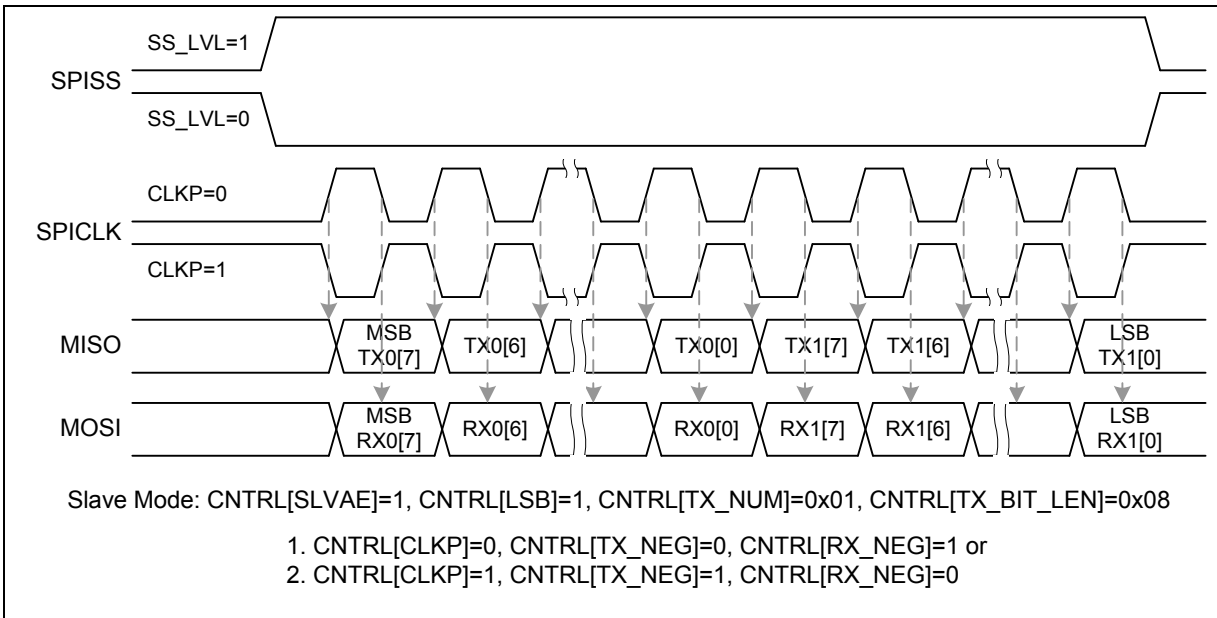 SS_LVL=1
SPISS
SS_LVL=0
CLKP=0
SPICLK
CLKP=1
MISO
MSB
TX0[7]
TX0[6]
TX0[0]
TX1[7]
TX1[6]
LSB
TX1[0]
MOSI
MSB
RX0[7]
RX0[6]
RX0[0]
RX1[7]
RX1[6]
LSB
RX1[0]
Slave Mode: CNTRL[SLVAE]=1, CNTRL[LSB]=1, CNTRL[TX_NUM]=0x01, CNTRL[TX_BIT_LEN]=0x08
1. CNTRL[CLKP]=0, CNTRL[TX_NEG]=0, CNTRL[RX_NEG]=1 or
2. CNTRL[CLKP]=1, CNTRL[TX_NEG]=1, CNTRL[RX_NEG]=0